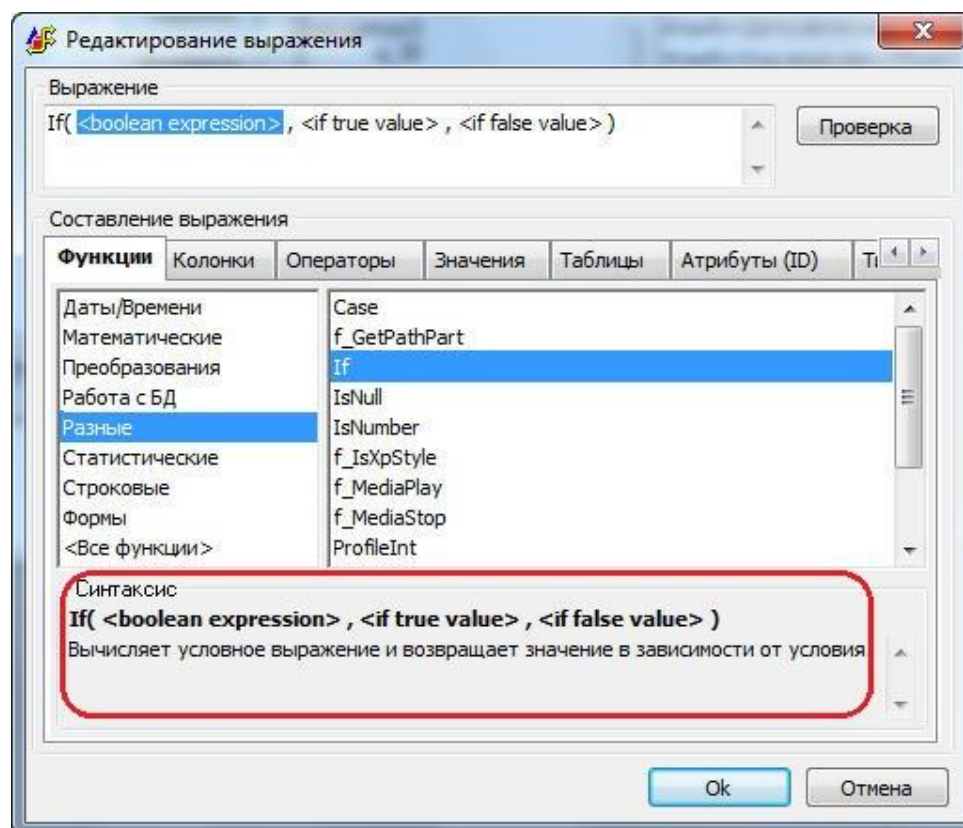 Редактирование выражения
Выражение
If( <boolean expression> , <if true value> , <if false value> )
Проверка
Составление выражения
Функции Колонки Операторы Значения Таблицы Атрибуты (ID)
Даты/Времени
Математические
Преобразования
Работа с БД
Разные
Статистические
Строковые
Формы
<Все функции>
Case
f_GetPathPart
If
IsNull
IsNumber
f_IsXpStyle
f_MediaPlay
f_MediaStop
ProfileInt
Синтаксис
If( <boolean expression> , <if true value> , <if false value> )
Вычисляет условное выражение и возвращает значение в зависимости от условия
Ok Отмена